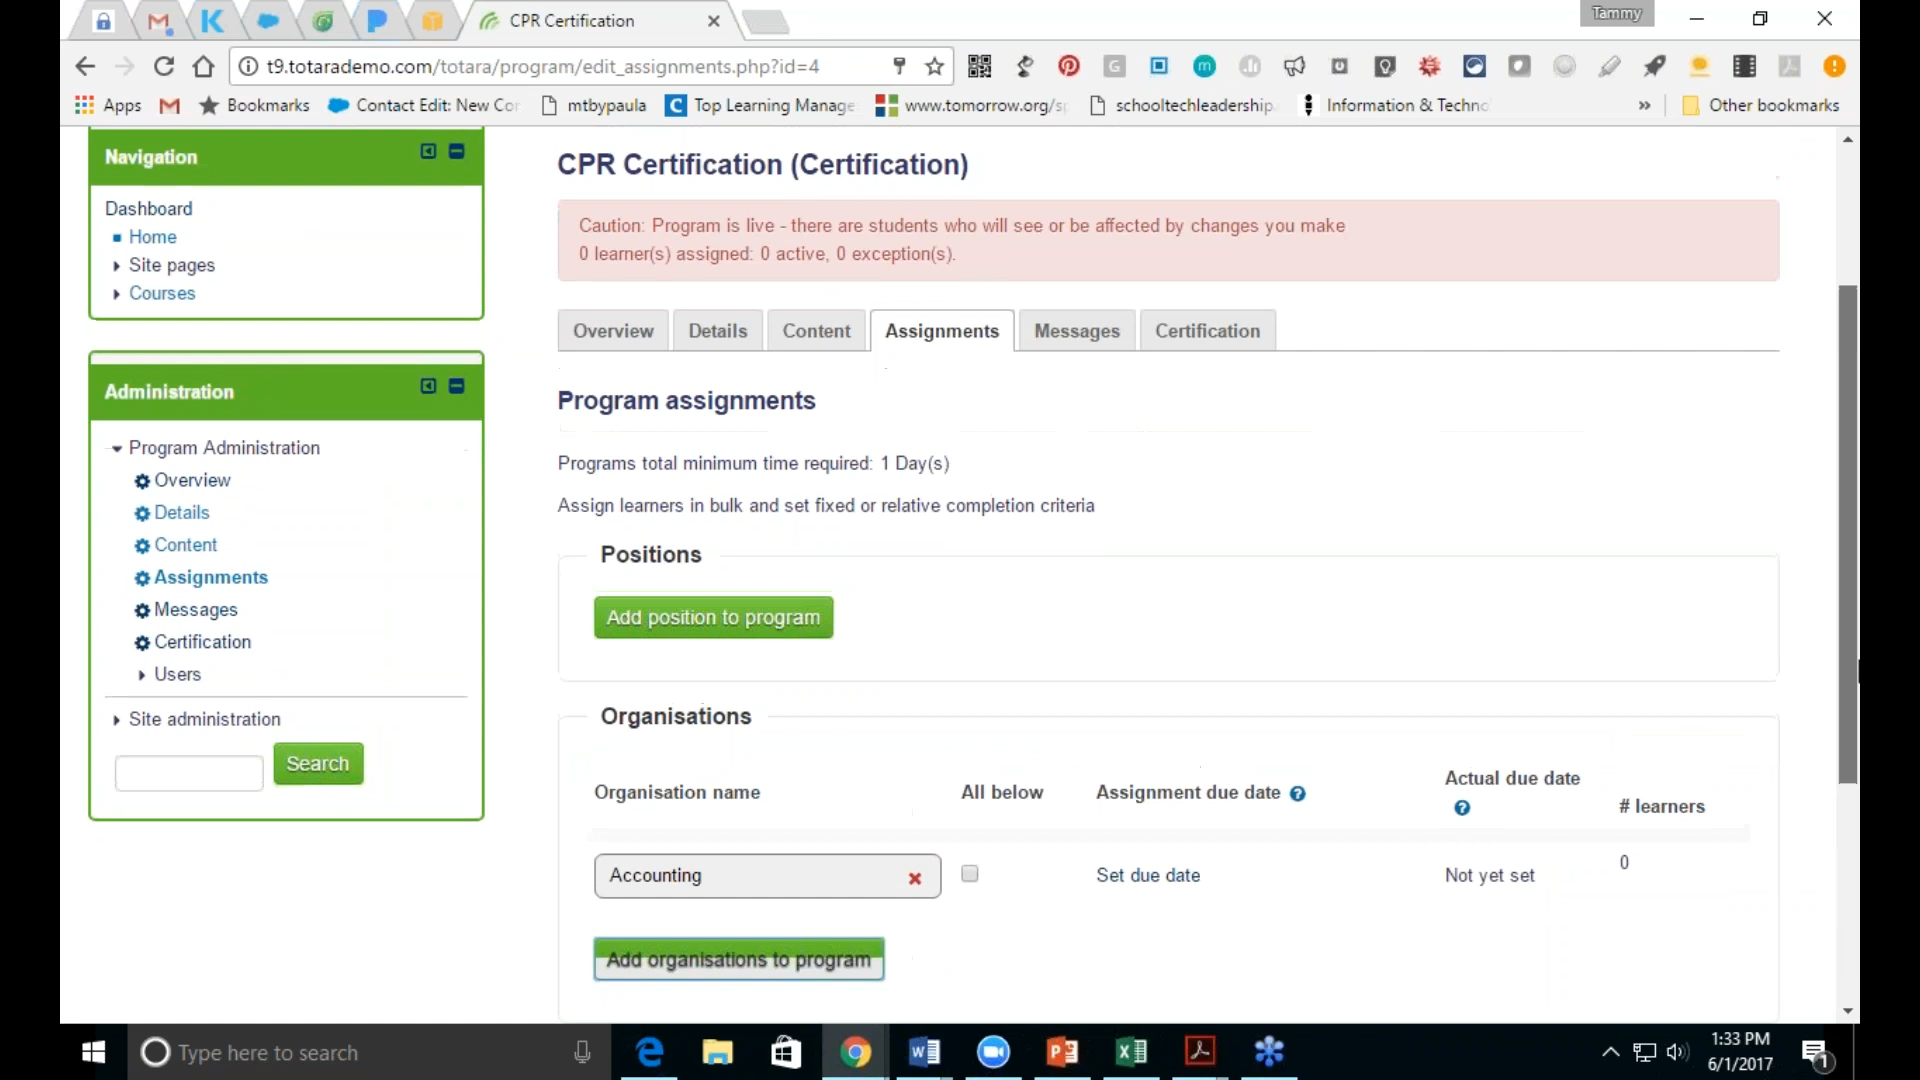 CPR Certification
Tammy
t9.totarademo.com/totara/program/edit_assignments.php?id=4
Apps
Bookmarks
Contact Edit: New Cor
mtbypaula
Top Learning Manage
www.tomorrow.org/sp
schooltechleadership
Information & Techno
»
Other bookmarks
Navigation
Dashboard
Home
Site pages
Courses
Administration
Program Administration
Overview
Details
Content
Assignments
Messages
Certification
Users
Site administration
Search
CPR Certification (Certification)
Caution: Program is live - there are students who will see or be affected by changes you make
0 learner(s) assigned: 0 active, 0 exception(s).
Overview
Details
Content
Assignments
Messages
Certification
Program assignments
Programs total minimum time required: 1 Day(s)
Assign learners in bulk and set fixed or relative completion criteria
Positions
Add position to program
Organisations
Organisation name
All below
Assignment due date
Actual due date
# learners
Accounting
Set due date
Not yet set
0
Add organisations to program
Type here to search
1:33 PM
6/1/2017
1